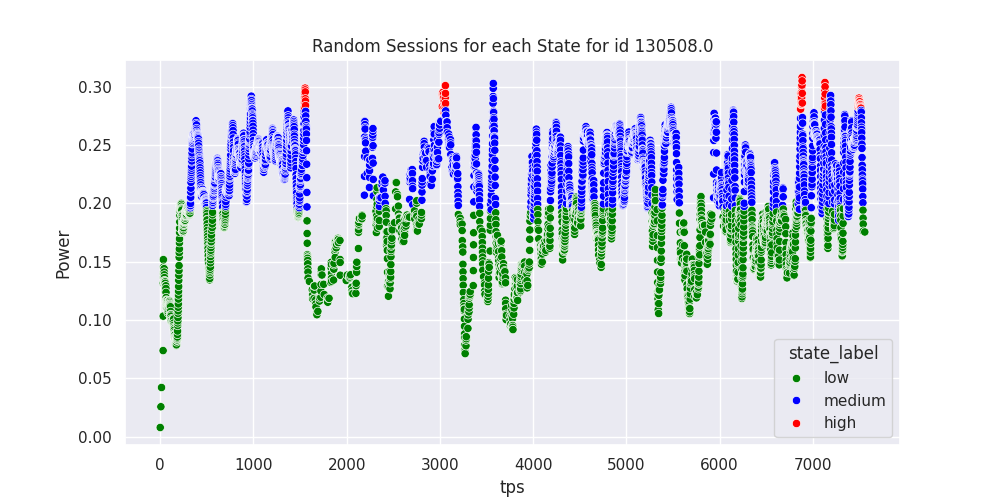 Random Sessions for each State for id 130508.0
Power
0.30
0.25
0.20
0.15
0.10
0.05
0.00
state_label
low
medium
high
0 1000 2000 3000 4000 5000 6000 7000
tps